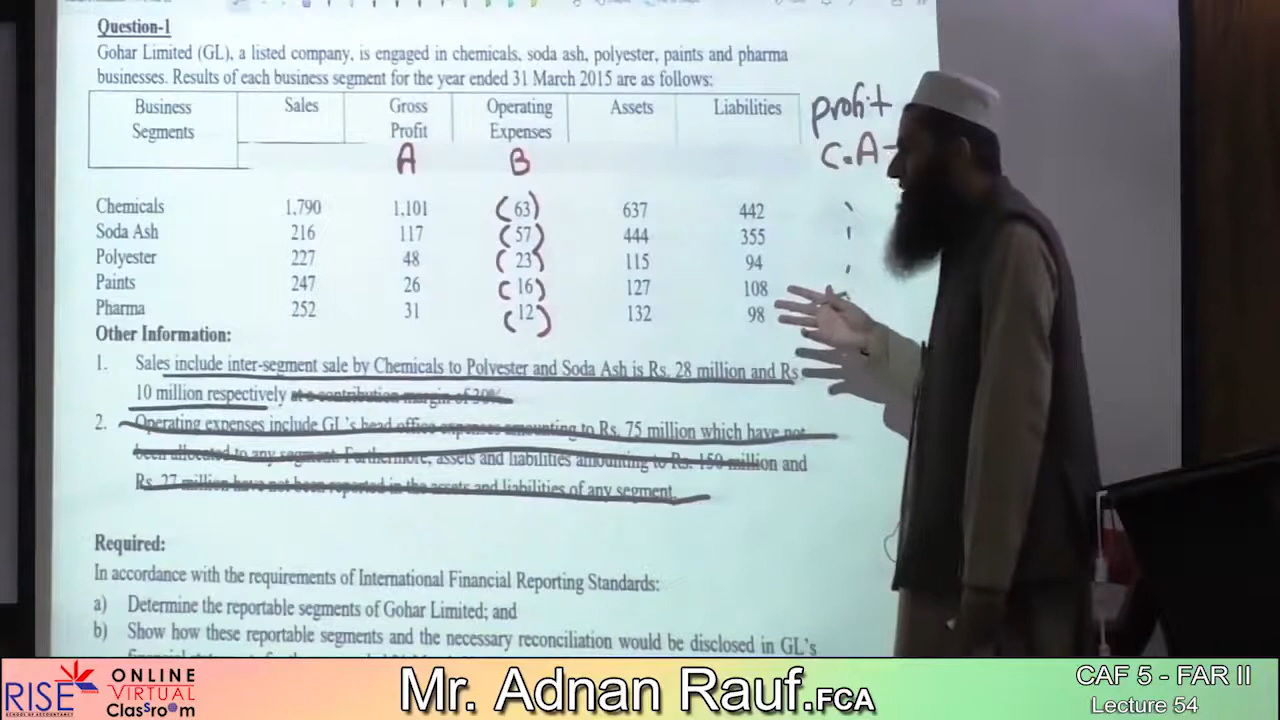 Question-1
Gohar Limited (GL), a listed company, is engaged in chemicals, soda ash, polyester, paints and pharma
businesses. Results of each business segment for the year ended 31 March 2015 are as follows:
Business Segments Sales Gross Profit Operating Expenses Assets Liabilities profit
A B C.A-
Chemicals 1,790 1,101 (63) 637 442
Soda Ash 216 117 (57) 444 355
Polyester 227 48 (23) 115 94
Paints 247 26 (16) 127 108
Pharma 252 31 (12) 132 98
Other Information:
1. Sales include inter-segment sale by Chemicals to Polyester and Soda Ash is Rs. 28 million and Rs
10 million respectively at a contribution margin of 30%
2. Operating expenses include GL's head office expenses amounting to Rs. 75 million which have not
been allocated to any segment. Furthermore, assets and liabilities amounting to Rs. 150 million and
Rs. 27 million have not been reported in the assets and liabilities of any segment.
Required:
In accordance with the requirements of International Financial Reporting Standards:
a) Determine the reportable segments of Gohar Limited; and
b) Show how these reportable segments and the necessary reconciliation would be disclosed in GL's
RISE
SCHOOL OF ACCOUNTANCY
ONLINE
VIRTUAL
Classroom
Mr. Adnan Rauf.FCA
CAF 5 - FAR II
Lecture 54